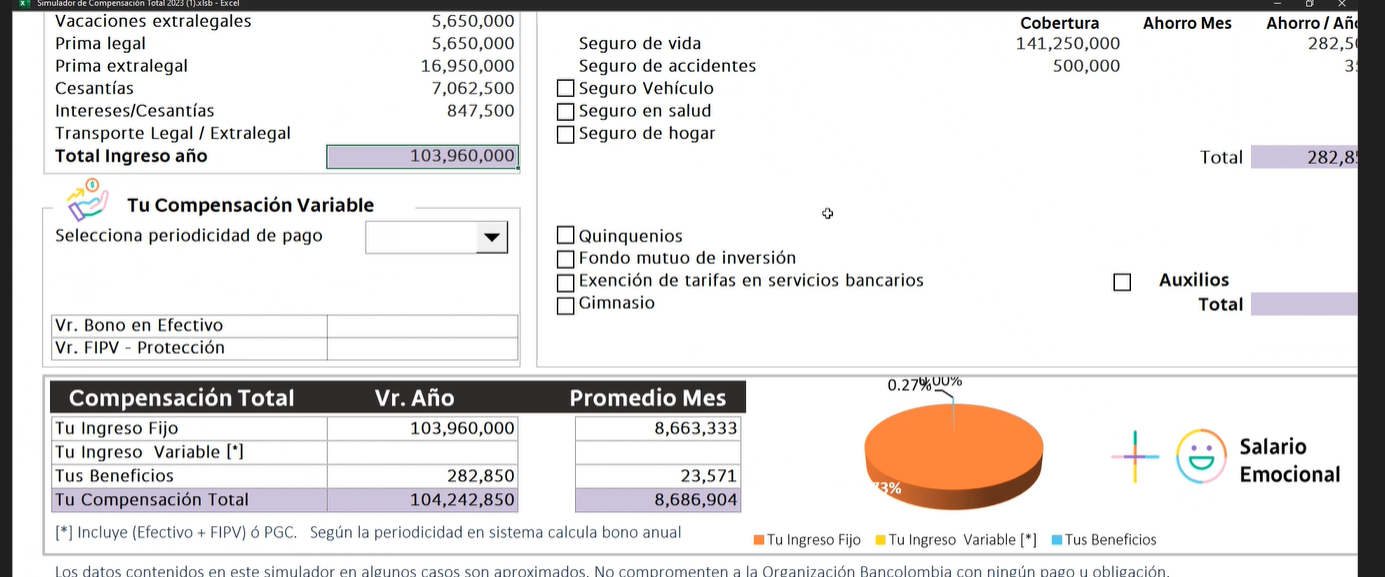 Simulador de Compensación Total 2023 (1).xlsb - Excel
Vacaciones extralegales 5,650,000
Prima legal 5,650,000
Prima extralegal 16,950,000
Cesantías 7,062,500
Intereses/Cesantías 847,500
Transporte Legal / Extralegal
Total Ingreso año 103,960,000
Cobertura Ahorro Mes Ahorro / Año
Seguro de vida 141,250,000 282,50
Seguro de accidentes 500,000 35
Seguro Vehículo
Seguro en salud
Seguro de hogar
Total 282,85
Tu Compensación Variable
Selecciona periodicidad de pago
Vr. Bono en Efectivo
Vr. FIPV - Protección
Quinquenios
Fondo mutuo de inversión
Exención de tarifas en servicios bancarios
Gimnasio
Auxilios
Total
Compensación Total Vr. Año Promedio Mes
Tu Ingreso Fijo 103,960,000 8,663,333
Tu Ingreso Variable [*]
Tus Beneficios 282,850 23,571
Tu Compensación Total 104,242,850 8,686,904
[*] Incluye (Efectivo + FIPV) ó PGC. Según la periodicidad en sistema calcula bono anual
0.27% 0.00%
73%
Tu Ingreso Fijo Tu Ingreso Variable [*] Tus Beneficios
Salario
Emocional
Los datos contenidos en este simulador en algunos casos son aproximados. No comprometen a la Organización Bancolombia con ningún pago u obligación.